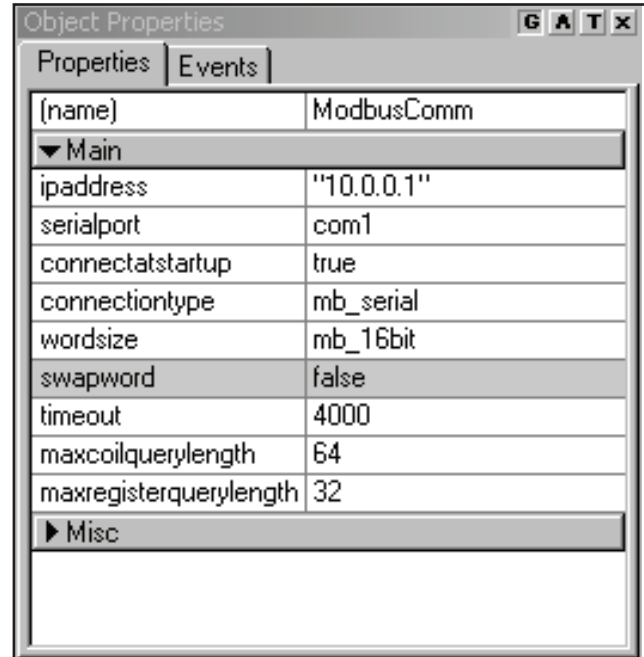 Object Properties G A T x
Properties Events
(name) ModbusComm
Main
ipaddress "10.0.0.1"
serialport com1
connectatstartup true
connectiontype mb_serial
wordsize mb_16bit
swapword false
timeout 4000
maxcoilquerylength 64
maxregisterquerylength 32
Misc